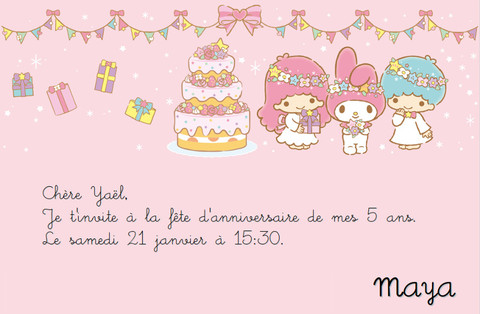 Chère Yaël,
Je t'invite à la fête d'anniversaire de mes 5 ans.
Le samedi 21 janvier à 15:30.
Maya